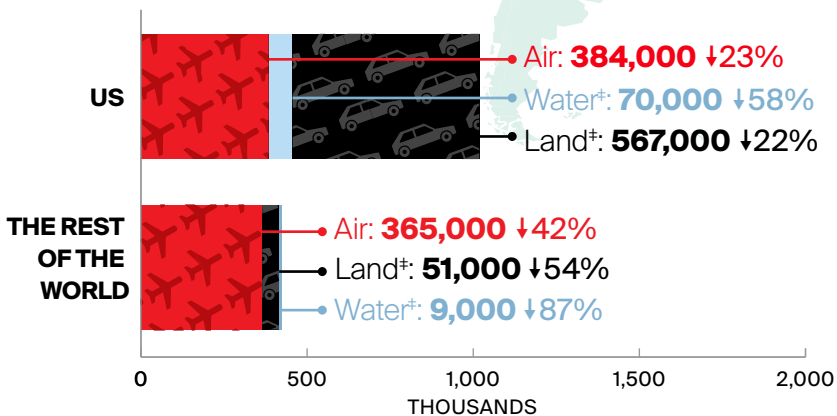 US
Air: 384,000 ↓23%
Water‡: 70,000 ↓58%
Land‡: 567,000 ↓22%
THE REST
OF THE
WORLD
Air: 365,000 ↓42%
Land‡: 51,000 ↓54%
Water‡: 9,000 ↓87%
0 500 1,000 1,500 2,000
THOUSANDS